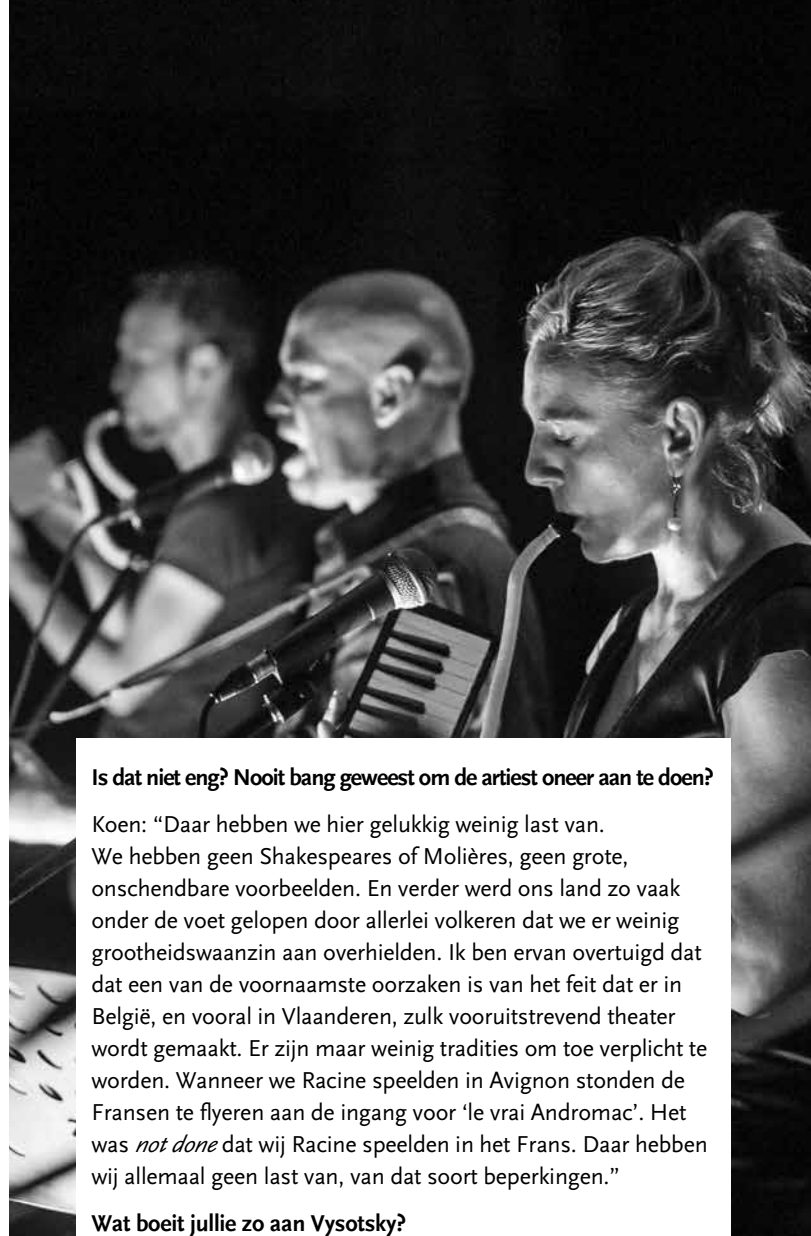 Is dat niet eng? Nooit bang geweest om de artiest oneer aan te doen?
Koen: “Daar hebben we hier gelukkig weinig last van.
We hebben geen Shakespeares of Molières, geen grote,
onschendbare voorbeelden. En verder werd ons land zo vaak
onder de voet gelopen door allerlei volkeren dat we er weinig
grootheidswaanzin aan overhielden. Ik ben ervan overtuigd dat
dat een van de voornaamste oorzaken is van het feit dat er in
België, en vooral in Vlaanderen, zulk vooruitstrevend theater
wordt gemaakt. Er zijn maar weinig tradities om toe verplicht te
worden. Wanneer we Racine speelden in Avignon stonden de
Fransen te flyeren aan de ingang voor ‘le vrai Andromac’. Het
was not done dat wij Racine speelden in het Frans. Daar hebben
wij allemaal geen last van, van dat soort beperkingen.”
Wat boeit jullie zo aan Vysotsky?